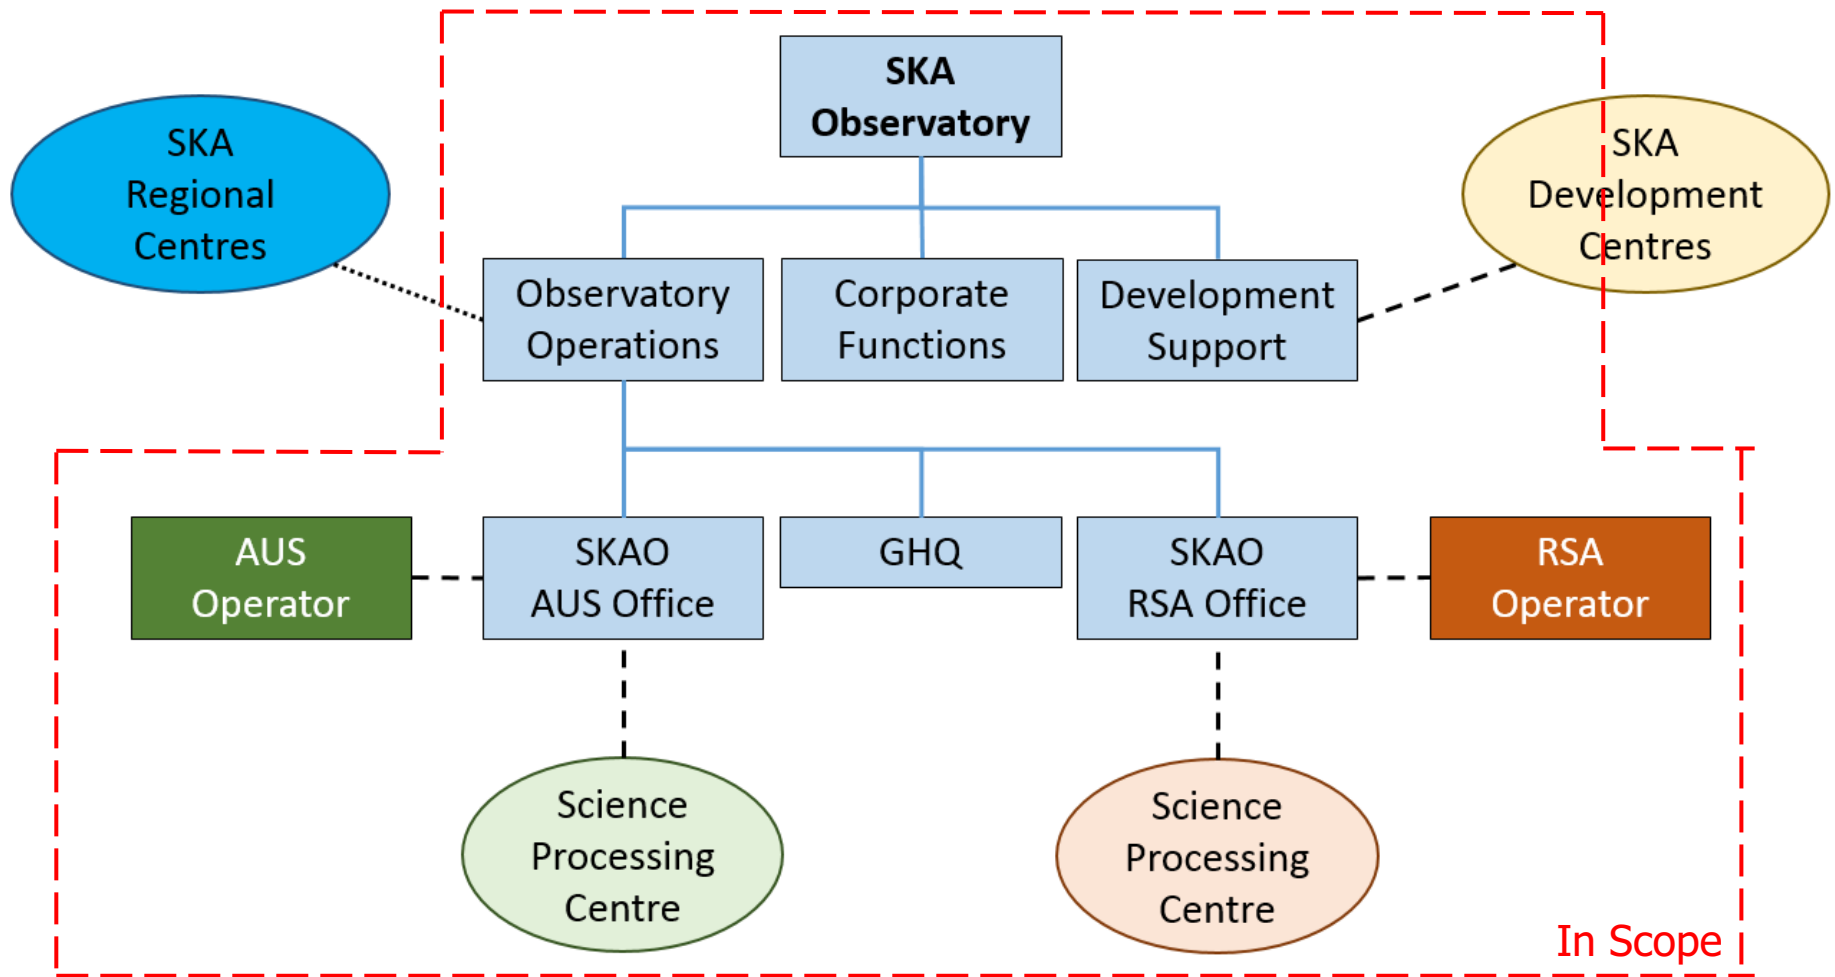 SKA
Observatory
SKA
Regional
Centres
SKA
Development
Centres
Observatory
Operations
Corporate
Functions
Development
Support
AUS
Operator
SKAO
AUS Office
GHQ
SKAO
RSA Office
RSA
Operator
Science
Processing
Centre
Science
Processing
Centre
In Scope